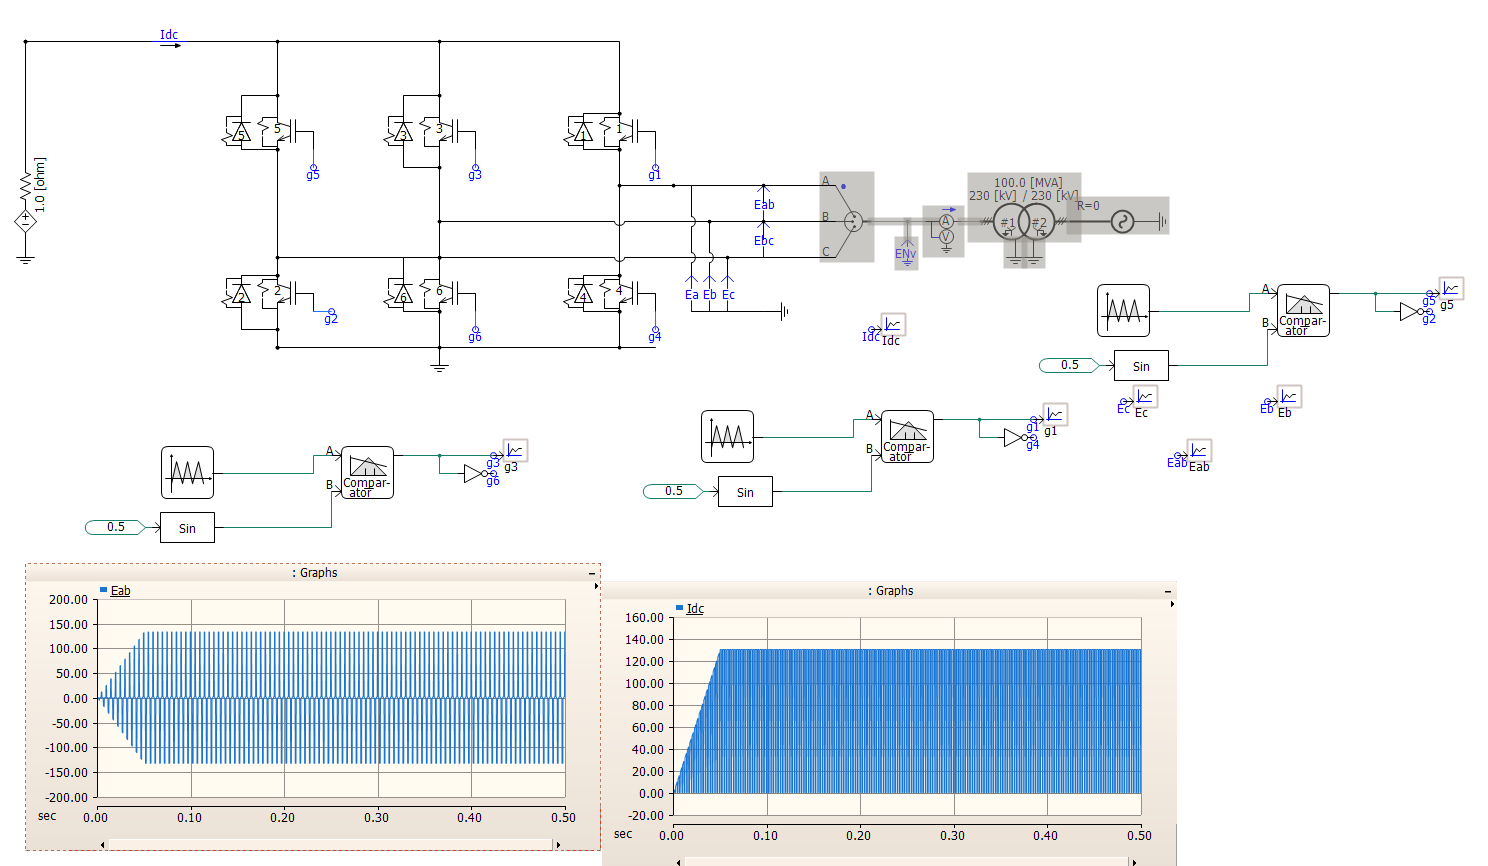 Idc
1.0 [ohm]
5
5
g5
3
3
g3
1
1
g1
2
2
g2
6
6
g6
4
4
g4
Eab
Ebc
Ea
Eb
Ec
A
B
C
ENv
A
V
100.0 [MVA]
230 [kV] / 230 [kV]
#1
#2
R=0
Idc
Idc
A
B
Compar-
ator
0.5
Sin
g5
g2
g5
Ec
Ec
Eb
Eb
A
B
Compar-
ator
0.5
Sin
g1
g4
g1
Eab
Eab
A
B
Compar-
ator
0.5
Sin
g3
g6
g3
: Graphs
Eab
200.00
150.00
100.00
50.00
0.00
-50.00
-100.00
-150.00
-200.00
sec
0.00
0.10
0.20
0.30
0.40
0.50
: Graphs
Idc
160.00
140.00
120.00
100.00
80.00
60.00
40.00
20.00
0.00
-20.00
sec
0.00
0.10
0.20
0.30
0.40
0.50